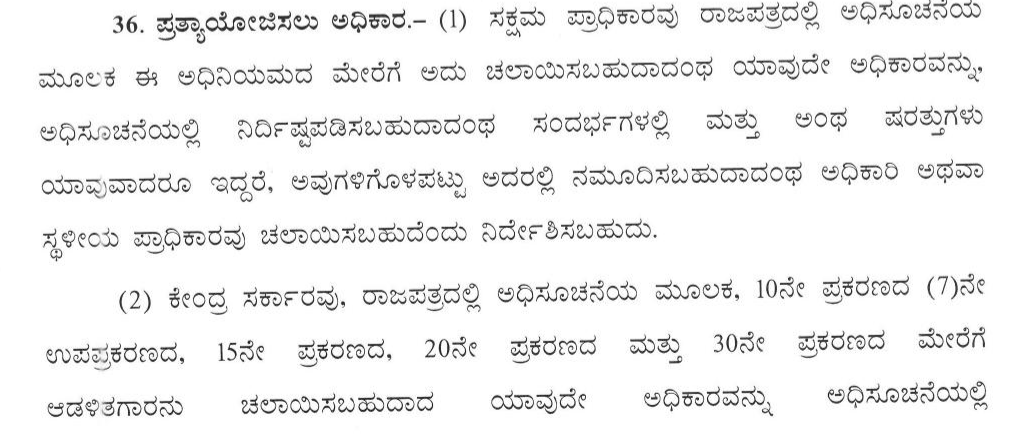 36. ಪ್ರತ್ಯಾಯೋಜಿಸಲು ಅಧಿಕಾರ.– (1) ಸಕ್ಷಮ ಪ್ರಾಧಿಕಾರವು ರಾಜಪತ್ರದಲ್ಲಿ ಅಧಿಸೂಚನೆಯ
ಮೂಲಕ ಈ ಅಧಿನಿಯಮದ ಮೇರೆಗೆ ಅದು ಚಲಾಯಿಸಬಹುದಾದಂಥ ಯಾವುದೇ ಅಧಿಕಾರವನ್ನು,
ಅಧಿಸೂಚನೆಯಲ್ಲಿ ನಿರ್ದಿಷ್ಟಪಡಿಸಬಹುದಾದಂಥ ಸಂದರ್ಭಗಳಲ್ಲಿ ಮತ್ತು ಅಂಥ ಷರತ್ತುಗಳು
ಯಾವುವಾದರೂ ಇದ್ದರೆ, ಅವುಗಳಿಗೊಳಪಟ್ಟು ಅದರಲ್ಲಿ ನಮೂದಿಸಬಹುದಾದಂಥ ಅಧಿಕಾರಿ ಅಥವಾ
ಸ್ಥಳೀಯ ಪ್ರಾಧಿಕಾರವು ಚಲಾಯಿಸಬಹುದೆಂದು ನಿರ್ದೇಶಿಸಬಹುದು.
(2) ಕೇಂದ್ರ ಸರ್ಕಾರವು, ರಾಜಪತ್ರದಲ್ಲಿ ಅಧಿಸೂಚನೆಯ ಮೂಲಕ, 10ನೇ ಪ್ರಕರಣದ (7)ನೇ
ಉಪಪ್ರಕರಣದ, 15ನೇ ಪ್ರಕರಣದ, 20ನೇ ಪ್ರಕರಣದ ಮತ್ತು 30ನೇ ಪ್ರಕರಣದ ಮೇರೆಗೆ
ಆಡಳಿತಗಾರನು ಚಲಾಯಿಸಬಹುದಾದ ಯಾವುದೇ ಅಧಿಕಾರವನ್ನು ಅಧಿಸೂಚನೆಯಲ್ಲಿ